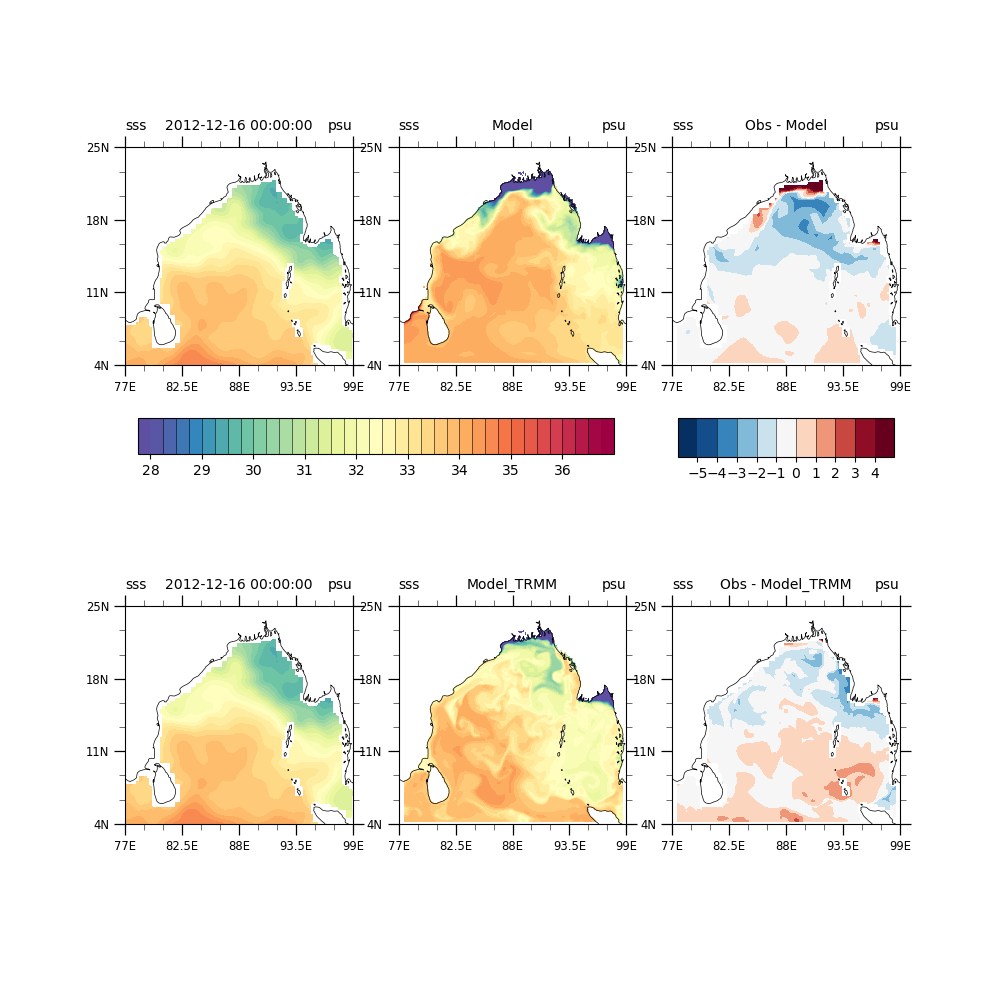 sss 2012-12-16 00:00:00 psu sss Model psu sss Obs - Model psu
25N 25N 25N
18N 18N 18N
11N 11N 11N
4N 4N 4N
77E 82.5E 88E 93.5E 99E 77E 82.5E 88E 93.5E 99E 77E 82.5E 88E 93.5E 99E
28 29 30 31 32 33 34 35 36 −5 −4 −3 −2 −1 0 1 2 3 4
sss 2012-12-16 00:00:00 psu sss Model_TRMM psu sss Obs - Model_TRMM psu
25N 25N 25N
18N 18N 18N
11N 11N 11N
4N 4N 4N
77E 82.5E 88E 93.5E 99E 77E 82.5E 88E 93.5E 99E 77E 82.5E 88E 93.5E 99E